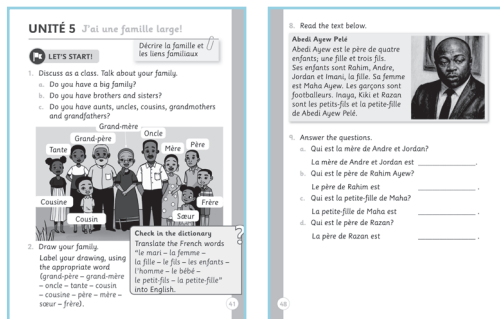 UNITÉ 5 J'ai une famille large!
Décrire la famille et
les liens familiaux
LET'S START!
1. Discuss as a class. Talk about your family.
a. Do you have a big family?
b. Do you have brothers and sisters?
c. Do you have aunts, uncles, cousins, grandmothers
and grandfathers?
Grand-mère
Grand-père
Oncle
Tante
Mère
Père
Cousine
Frère
Cousin
Sœur
2. Draw your family.
Label your drawing, using
the appropriate word
(grand-père – grand-mère
– oncle – tante – cousin
– cousine – père – mère –
sœur – frère).
Check in the dictionary
Translate the French words
"le mari – la femme –
la fille – le fils – les enfants –
l'homme – le bébé –
le petit-fils – la petite-fille"
into English.
?
41
8. Read the text below.
Abedi Ayew Pelé
Abedi Ayew est le père de quatre
enfants; une fille et trois fils.
Ses enfants sont Rahim, Andre,
Jordan et Imani, la fille. Sa femme
est Maha Ayew. Les garçons sont
footballeurs. Inaya, Kiki et Razan
sont les petits-fils et la petite-fille
de Abedi Ayew Pelé.
9. Answer the questions.
a. Qui est la mère de Andre et Jordan?
La mère de Andre et Jordan est ____________.
b. Qui est le père de Rahim Ayew?
Le père de Rahim est ____________ .
c. Qui est la petite-fille de Maha?
La petite-fille de Maha est ____________ .
d. Qui est le père de Razan?
La père de Razan est ____________ .
48